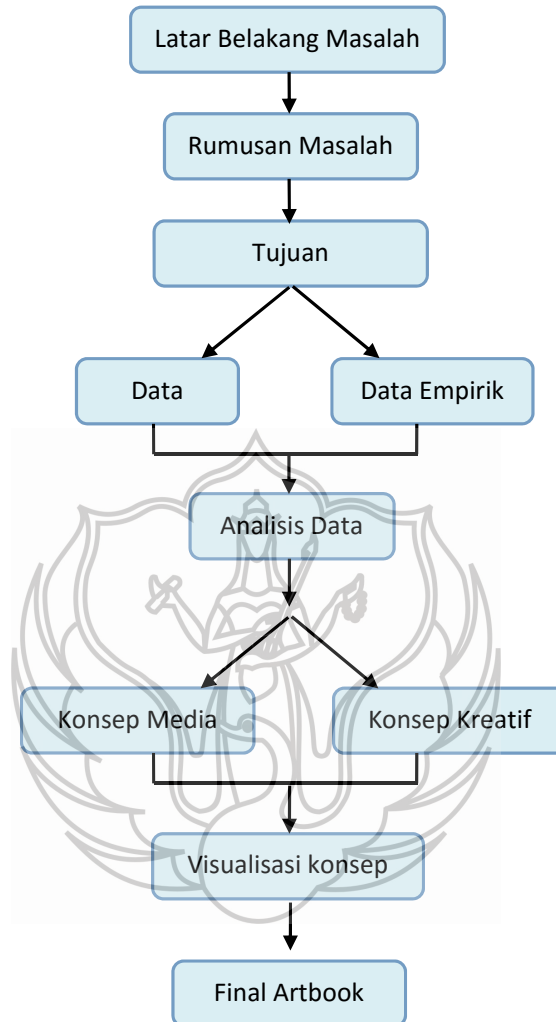 Latar Belakang Masalah
Rumusan Masalah
Tujuan
Data
Data Empirik
Analisis Data
Konsep Media
Konsep Kreatif
Visualisasi konsep
Final Artbook